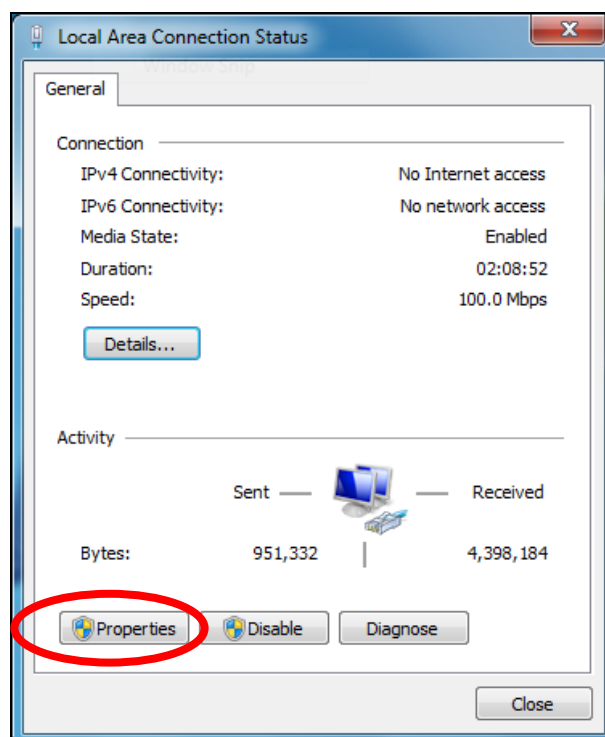 Local Area Connection Status
x
Window Snip
General
Connection
IPv4 Connectivity: No Internet access
IPv6 Connectivity: No network access
Media State: Enabled
Duration: 02:08:52
Speed: 100.0 Mbps
Details...
Activity
Sent Received
Bytes: 951,332 4,398,184
Properties Disable Diagnose
Close